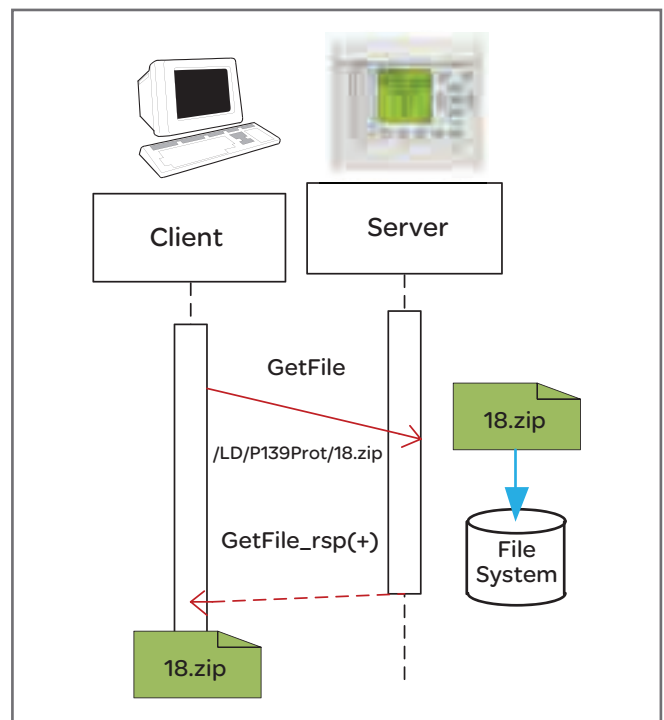 Client
Server
GetFile
/LD/P139Prot/18.zip
18.zip
GetFile_rsp(+)
File
System
18.zip